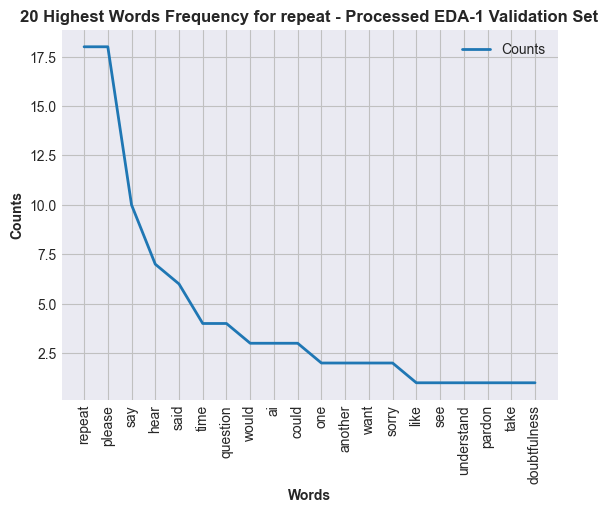 20 Highest Words Frequency for repeat - Processed EDA-1 Validation Set
Counts
17.5
15.0
12.5
10.0
7.5
5.0
2.5
Counts
repeat
please
say
hear
said
time
question
would
ai
could
one
another
want
sorry
like
see
understand
pardon
take
doubtfulness
Words